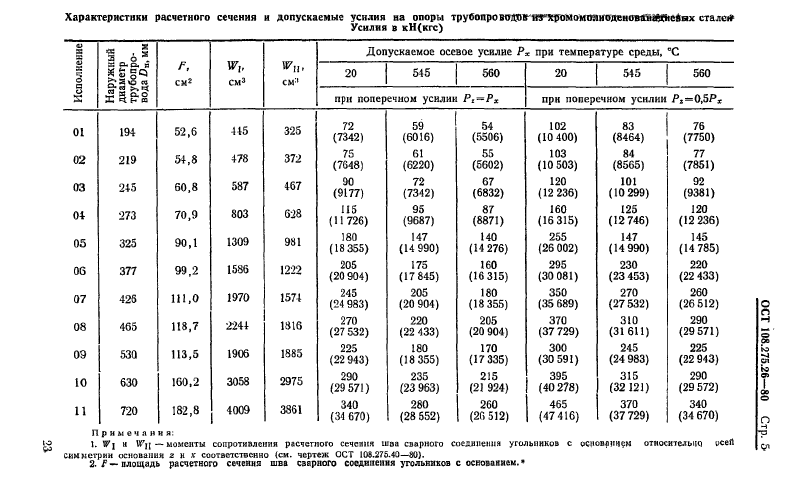 Характеристики расчетного сечения и допускаемые усилия на опоры трубопроводов из хромомолибденованадиевых сталей
Усилия в кН(кгс)
Исполнение | Наружный диаметр трубопровода Dн, мм | F, см² | WI, см³ | WII, см³ | Допускаемое осевое усилие Px при температуре среды, °C
20 | 545 | 560 | 20 | 545 | 560
при поперечном усилии Pz=Px | при поперечном усилии Pz=0,5Px
01 | 194 | 52,6 | 445 | 325 | 72 | 59 | 54 | 102 | 83 | 76
(7342) | (6016) | (5506) | (10 400) | (8464) | (7750)
02 | 219 | 54,8 | 478 | 372 | 75 | 61 | 55 | 103 | 84 | 77
(7648) | (6220) | (5602) | (10 503) | (8565) | (7851)
03 | 245 | 60,8 | 587 | 467 | 90 | 72 | 67 | 120 | 101 | 92
(9177) | (7342) | (6832) | (12 236) | (10 299) | (9381)
04 | 273 | 70,9 | 803 | 628 | 115 | 95 | 87 | 160 | 125 | 120
(11 726) | (9687) | (8871) | (16 315) | (12 746) | (12 236)
05 | 325 | 90,1 | 1309 | 981 | 180 | 147 | 140 | 255 | 147 | 145
(18 355) | (14 990) | (14 276) | (26 002) | (14 990) | (14 785)
06 | 377 | 99,2 | 1586 | 1222 | 205 | 175 | 160 | 295 | 230 | 220
(20 904) | (17 845) | (16 315) | (30 081) | (23 453) | (22 433)
07 | 426 | 111,0 | 1970 | 1574 | 245 | 205 | 180 | 350 | 270 | 260
(24 983) | (20 904) | (18 355) | (35 689) | (27 532) | (26 512)
08 | 465 | 118,7 | 2244 | 1816 | 270 | 220 | 205 | 370 | 310 | 290
(27 532) | (22 433) | (20 904) | (37 729) | (31 611) | (29 571)
09 | 530 | 113,5 | 1906 | 1885 | 225 | 180 | 170 | 300 | 245 | 225
(22 943) | (18 355) | (17 335) | (30 591) | (24 983) | (22 943)
10 | 630 | 160,2 | 3058 | 2975 | 290 | 235 | 215 | 395 | 315 | 290
(29 571) | (23 963) | (21 924) | (40 278) | (32 121) | (29 572)
11 | 720 | 182,8 | 4009 | 3861 | 340 | 280 | 260 | 465 | 370 | 340
(34 670) | (28 552) | (26 512) | (47 416) | (37 729) | (34 670)
Примечания:
1. WI и WII — моменты сопротивления расчетного сечения шва сварного соединения угольников с основанием относительно осей
симметрии основания z и x соответственно (см. чертеж ОСТ 108.275.40—80).
2. F — площадь расчетного сечения шва сварного соединения угольников с основанием.*
ОСТ 108.275.26—80 Стр. 5
23